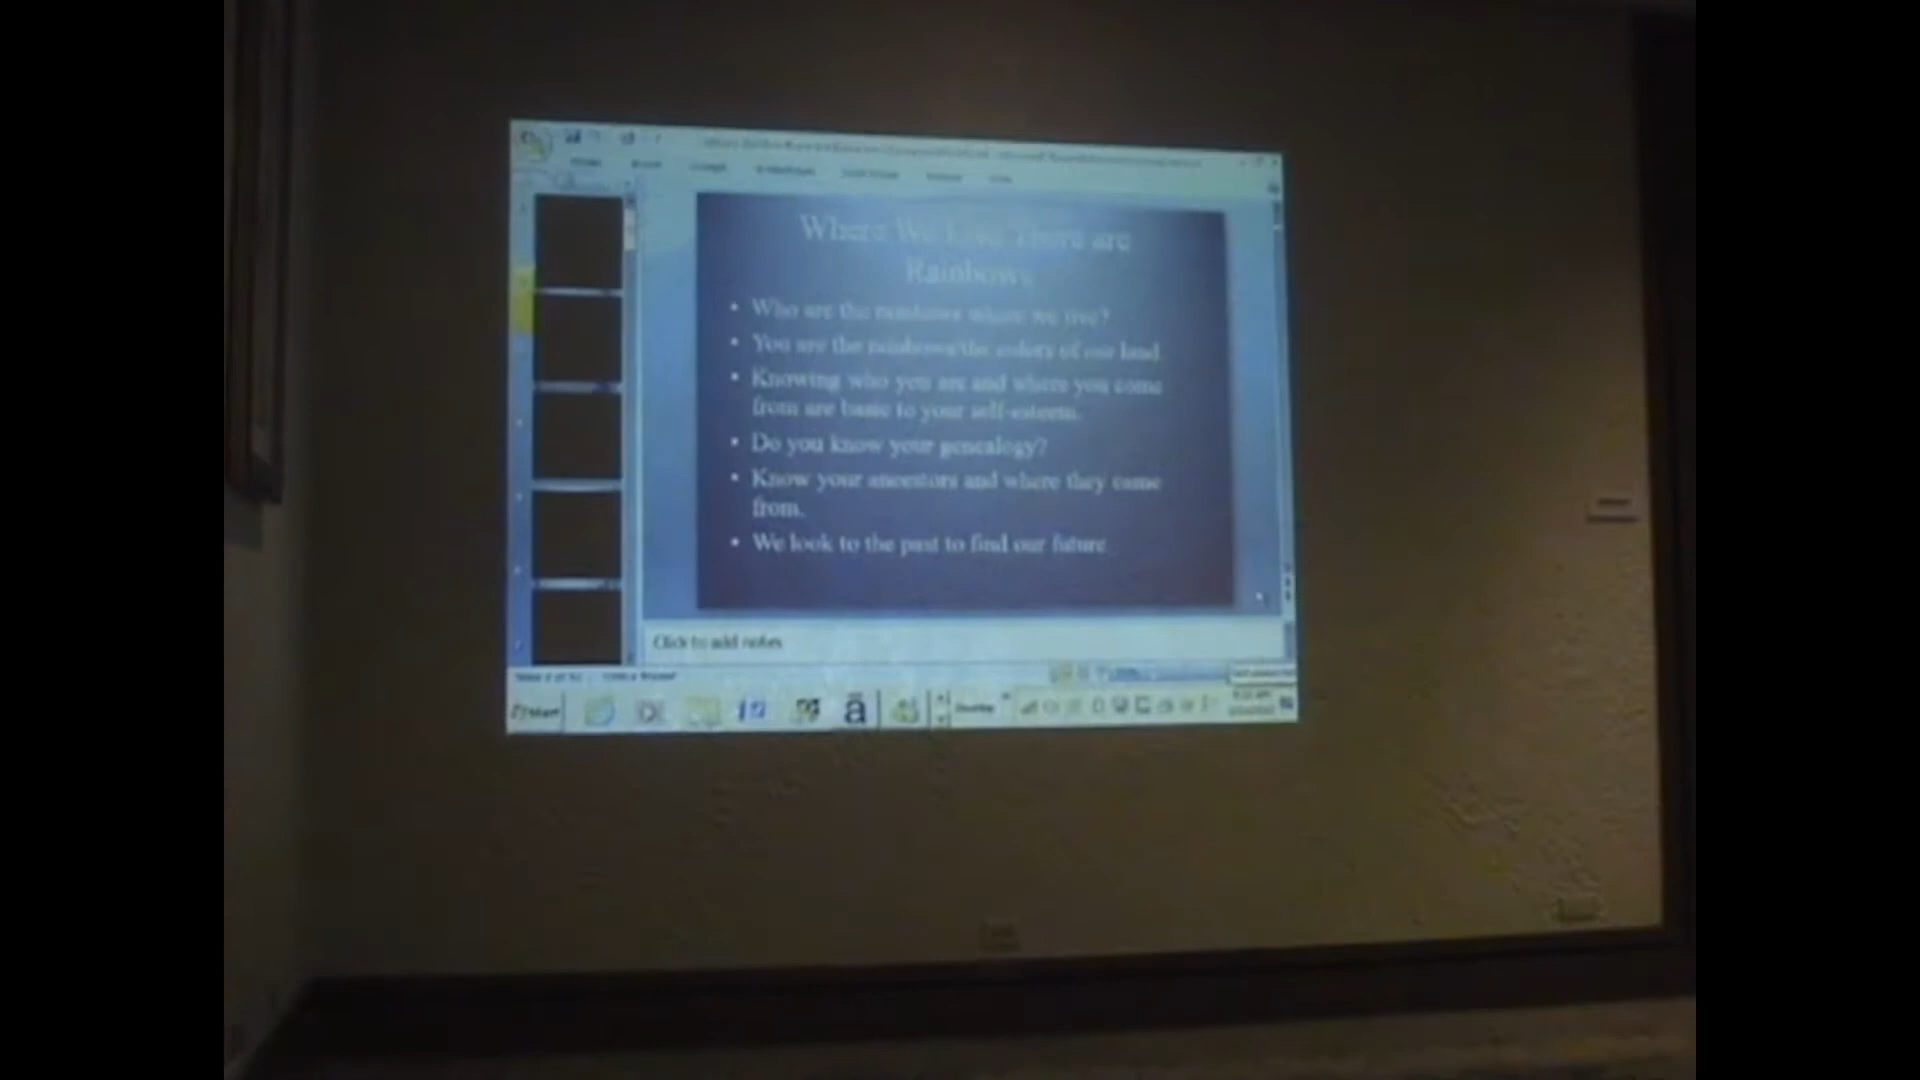 Where We Live There are
Rainbows
• Who are the rainbows where we live?
• You are the rainbows/the colors of our land.
• Knowing who you are and where you come
from are basic to your self-esteem.
• Do you know your genealogy?
• Know your ancestors and where they came
from.
• We look to the past to find our future.
Click to add notes
Start
ā
Desktop